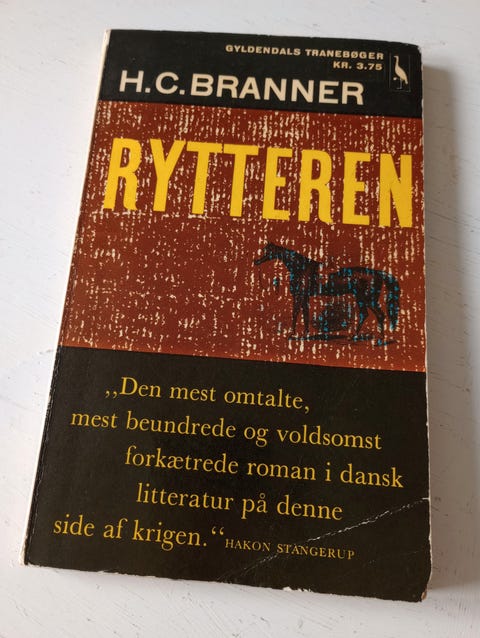 GYLDENDALS TRANEBØGER
KR. 3.75
H.C.BRANNER
RYTTEREN
,,Den mest omtalte,
mest beundrede og voldsomst
forkætrede roman i dansk
litteratur på denne
side af krigen.“ HAKON STANGERUP